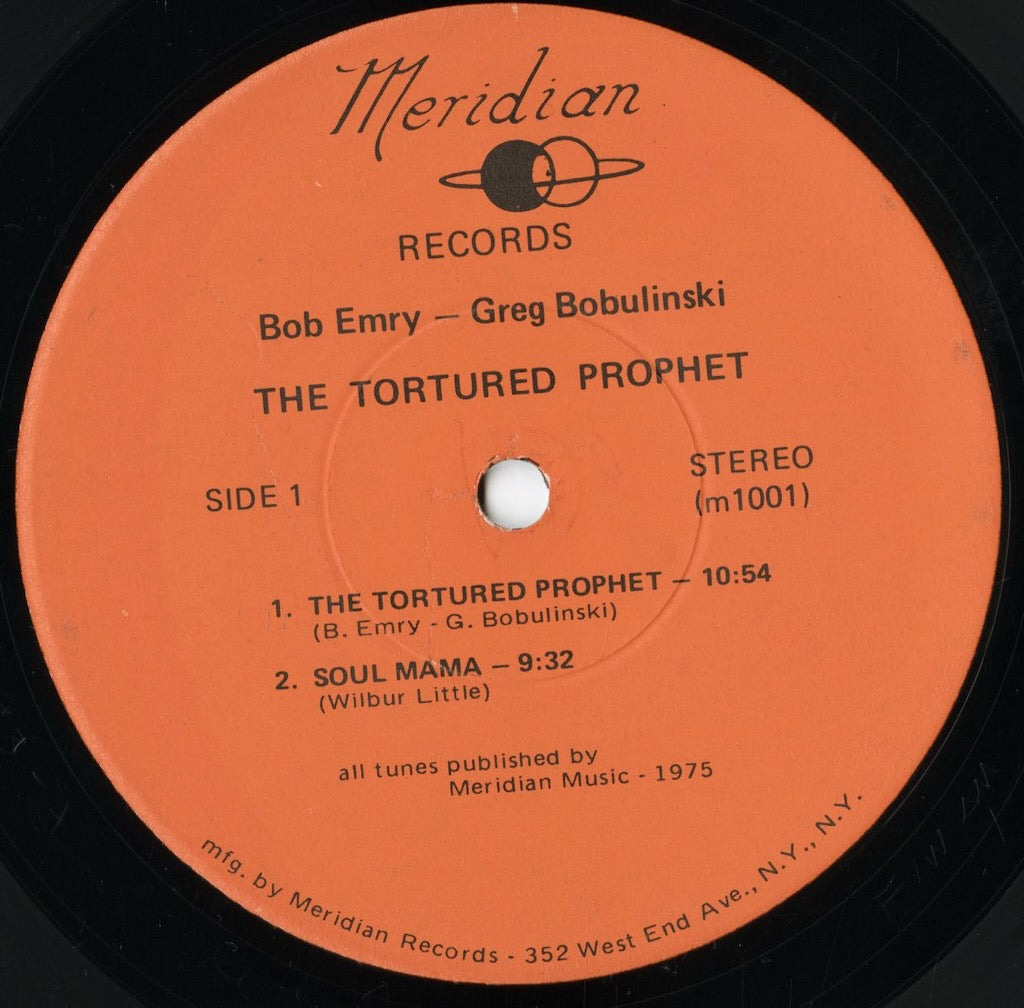 Meridian
RECORDS
Bob Emry — Greg Bobulinski
THE TORTURED PROPHET
SIDE 1
STEREO
(m1001)
1. THE TORTURED PROPHET — 10:54
(B. Emry - G. Bobulinski)
2. SOUL MAMA — 9:32
(Wilbur Little)
all tunes published by
Meridian Music - 1975
mfg. by Meridian Records - 352 West End Ave., N.Y., N.Y.